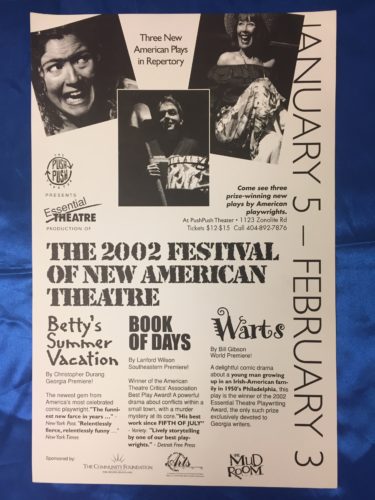 Three New
American Plays
in Repertory
JANUARY 5 — FEBRUARY 3
THE
PUSH
PUSH
PRESENTS
Essential
THEATRE
PRODUCTION OF
Come see three
prize-winning new
plays by American
playwrights.
At PushPush Theater • 1123 Zonolite Rd
Tickets $12-$15 Call 404-892-7876
THE 2002 FESTIVAL
OF NEW AMERICAN
THEATRE
Betty's
Summer
Vacation
By Christopher Durang
Georgia Premiere!
The newest gem from
America's most celebrated
comic playwright. "The funni-
est new farce in years ..." -
New York Post. "Relentlessly
fierce, relentlessly funny ..." -
New York Times
BOOK
OF DAYS
By Lanford Wilson
Southeastern Premiere!
Winner of the American
Theatre Critics' Association
Best Play Award! A powerful
drama about conflicts within a
small town, with a murder
mystery at its core. "His best
work since FIFTH OF JULY"
- Variety. "Lively storytelling
by one of our best play-
wrights." - Detroit Free Press
Warts
By Bill Gibson
World Premiere!
A delightful comic drama
about a young man growing
up in an Irish-American fam-
ily in 1950's Philadelphia, this
play is the winner of the 2002
Essential Theatre Playwriting
Award, the only such prize
exclusively devoted to
Georgia writers.
Sponsored by:
THE COMMUNITY FOUNDATION
Arts
MUD
ROOM